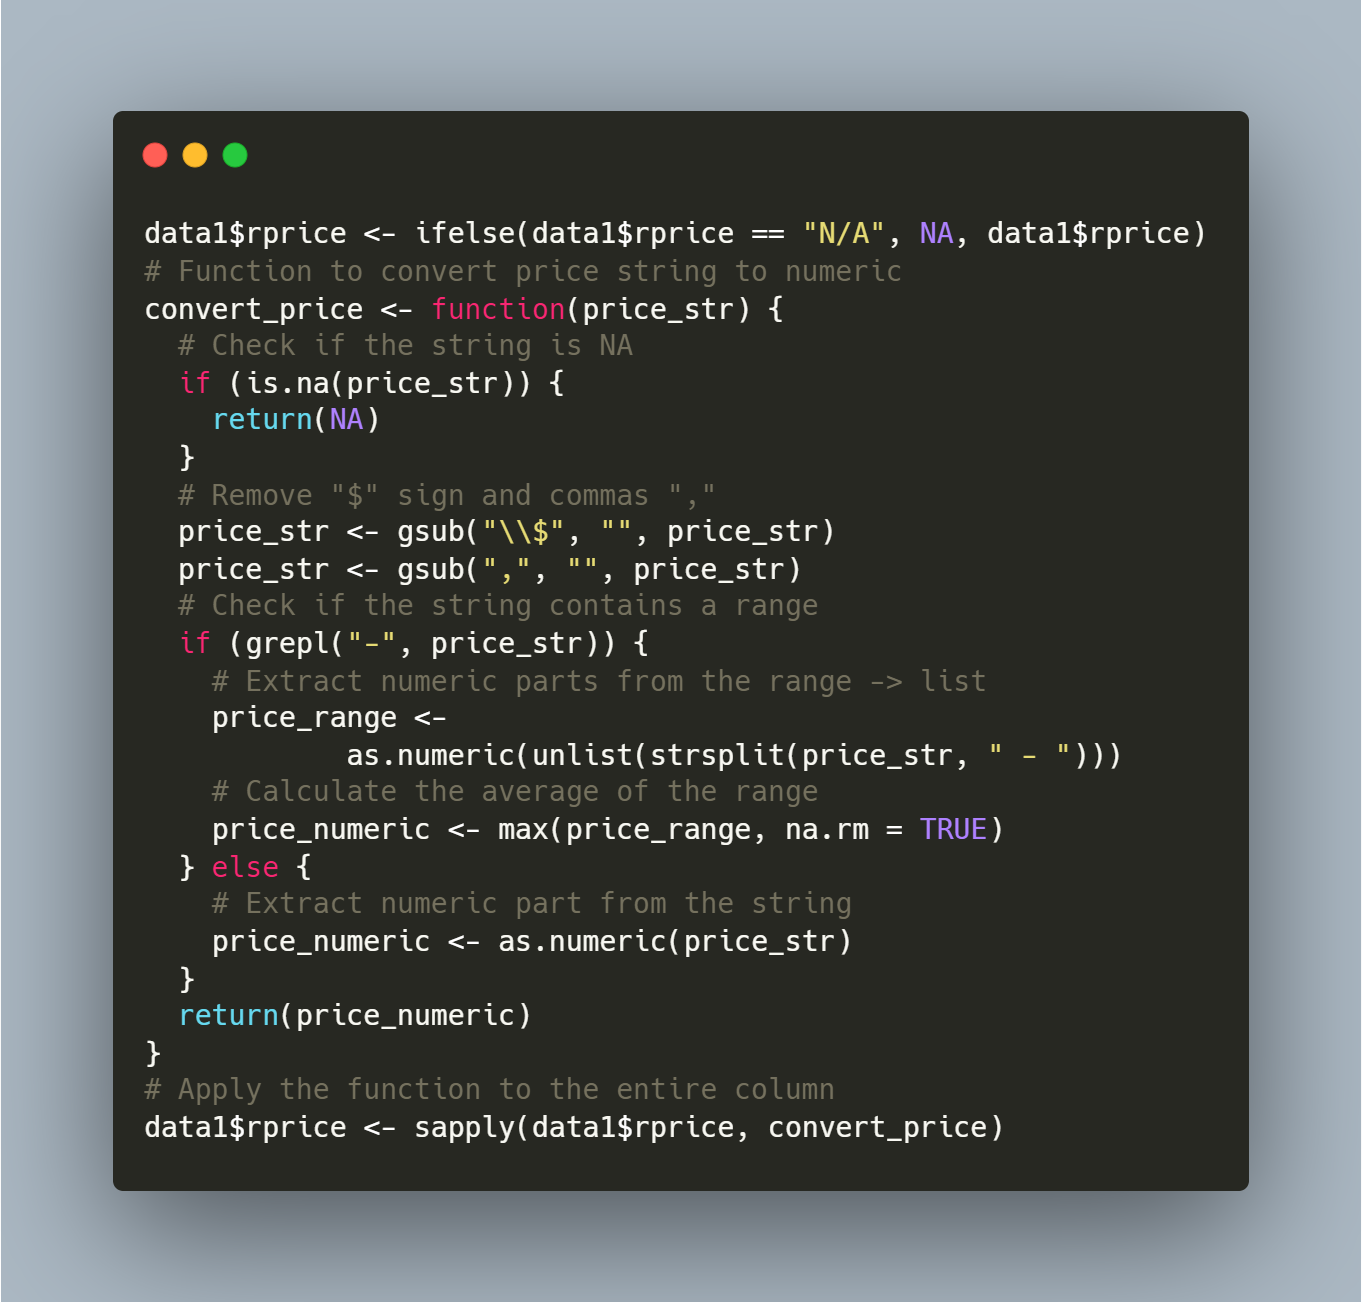 data1$rprice <- ifelse(data1$rprice == "N/A", NA, data1$rprice)
# Function to convert price string to numeric
convert_price <- function(price_str) {
  # Check if the string is NA
  if (is.na(price_str)) {
    return(NA)
  }
  # Remove "$" sign and commas ","
  price_str <- gsub("\\$", "", price_str)
  price_str <- gsub(",", "", price_str)
  # Check if the string contains a range
  if (grepl("-", price_str)) {
    # Extract numeric parts from the range -> list
    price_range <-
            as.numeric(unlist(strsplit(price_str, " - ")))
    # Calculate the average of the range
    price_numeric <- max(price_range, na.rm = TRUE)
  } else {
    # Extract numeric part from the string
    price_numeric <- as.numeric(price_str)
  }
  return(price_numeric)
}
# Apply the function to the entire column
data1$rprice <- sapply(data1$rprice, convert_price)